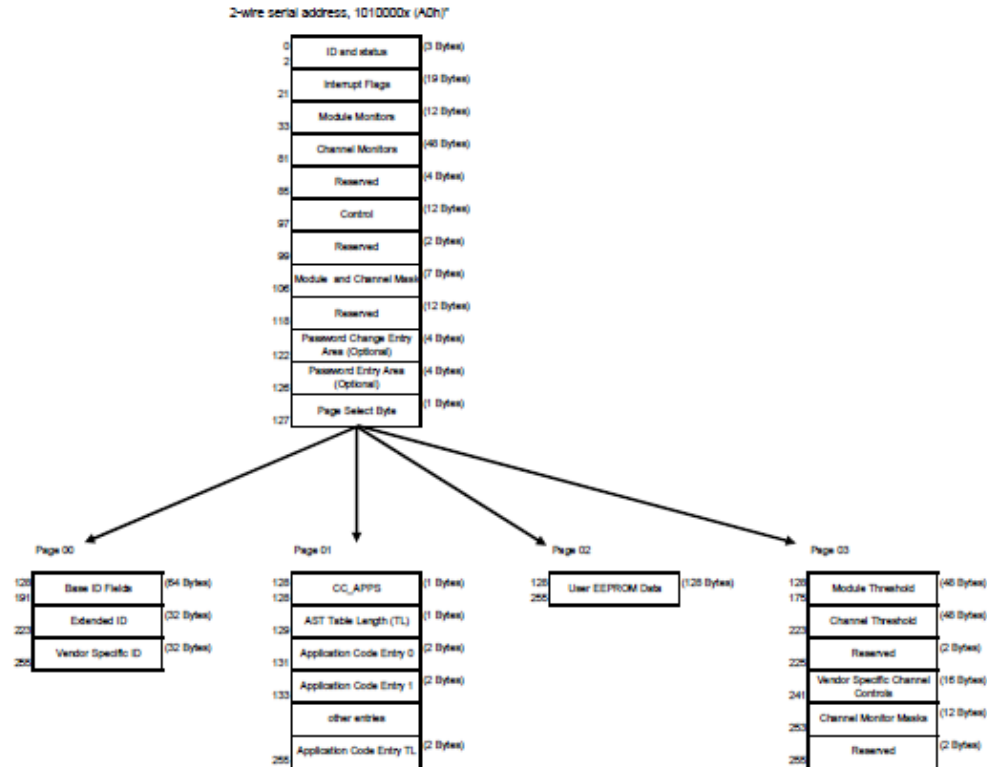 2-wire serial address, 1010000x (A0h)"
0
ID and status
(3 Bytes)
2
Interrupt Flags
(19 Bytes)
21
Module Monitors
(12 Bytes)
33
Channel Monitors
(48 Bytes)
81
Reserved
(4 Bytes)
85
Control
(12 Bytes)
97
Reserved
(2 Bytes)
99
Module and Channel Mask
(7 Bytes)
106
Reserved
(12 Bytes)
118
Password Change Entry
Area (Optional)
(4 Bytes)
122
Password Entry Area
(Optional)
(4 Bytes)
126
Page Select Byte
(1 Bytes)
127
Page 00
128
Base ID Fields
(64 Bytes)
191
Extended ID
(32 Bytes)
223
Vendor Specific ID
(32 Bytes)
255
Page 01
128
CC_APPS
(1 Bytes)
128
AST Table Length (TL)
(1 Bytes)
129
Application Code Entry 0
(2 Bytes)
131
Application Code Entry 1
(2 Bytes)
133
other entries
Application Code Entry TL
(2 Bytes)
255
Page 02
128
User EEPROM Data
(128 Bytes)
255
Page 03
128
Module Threshold
(48 Bytes)
175
Channel Threshold
(48 Bytes)
223
Reserved
(2 Bytes)
225
Vendor Specific Channel
Controls
(16 Bytes)
241
Channel Monitor Masks
(12 Bytes)
253
Reserved
(2 Bytes)
255